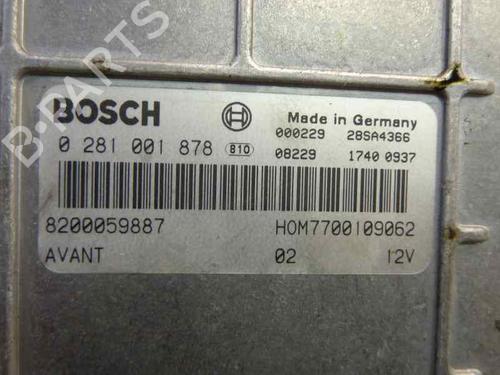 B-PARTS
BOSCH
Made in Germany
000229 28SA4366
0 281 001 878 B10
08229 1740 0937
8200059887 HOM7700109062
AVANT 02 12V